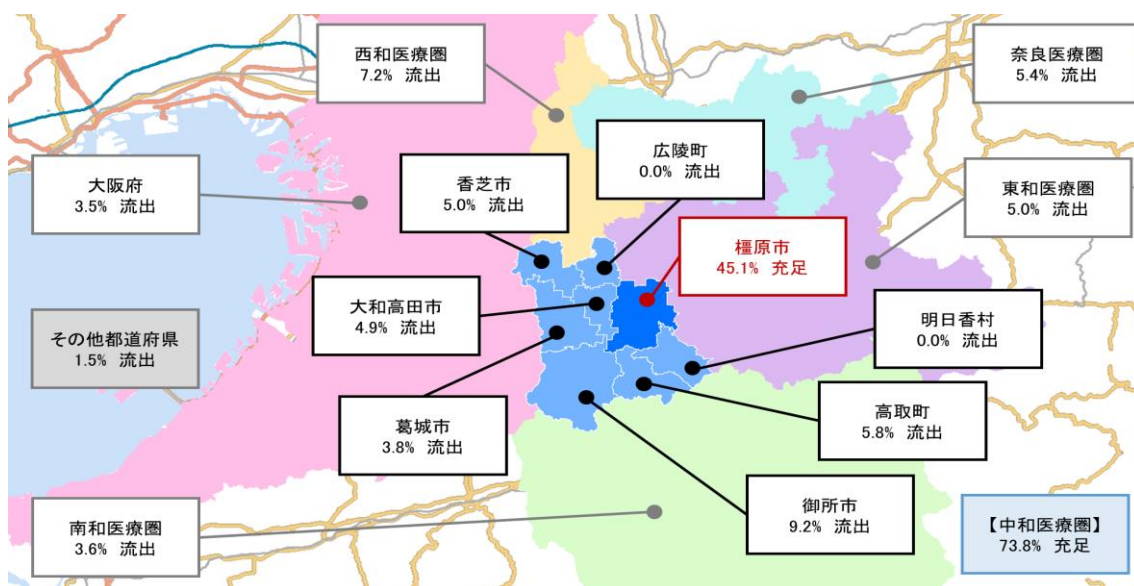 西和医療圏
7.2% 流出
奈良医療圏
5.4% 流出
広陵町
0.0% 流出
香芝市
5.0% 流出
大阪府
3.5% 流出
東和医療圏
5.0% 流出
橿原市
45.1% 充足
大和高田市
4.9% 流出
その他都道府県
1.5% 流出
明日香村
0.0% 流出
葛城市
3.8% 流出
高取町
5.8% 流出
御所市
9.2% 流出
南和医療圏
3.6% 流出
【中和医療圏】
73.8% 充足